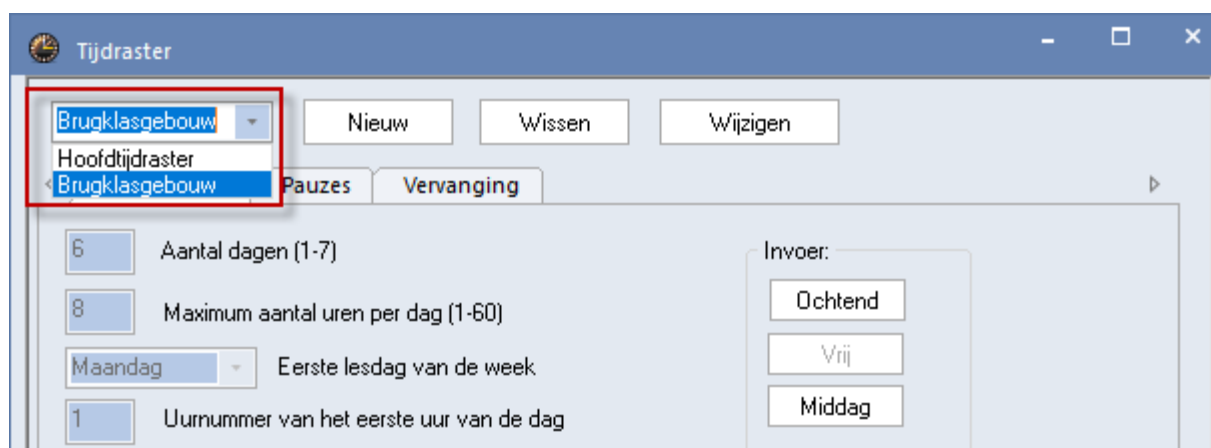 Tijdraster
Brugklasgebouw Nieuw Wissen Wijzigen
Hoofdtijdraster
Brugklasgebouw Pauzes Vervanging
6 Aantal dagen (1-7) Invoer:
8 Maximum aantal uren per dag (1-60) Ochtend
Maandag Eerste lesdag van de week Vrij
1 Uurnummer van het eerste uur van de dag Middag